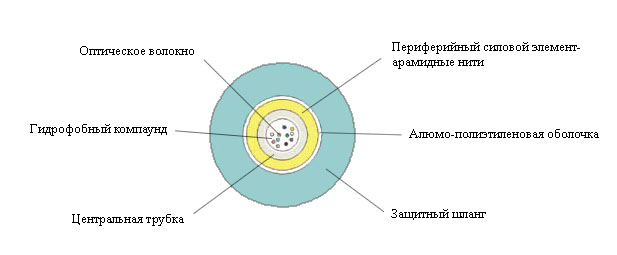 Оптическое волокно
Периферийный силовой элемент-
арамидные нити
Гидрофобный компаунд
Алюмо-полиэтиленовая оболочка
Центральная трубка
Защитный шланг